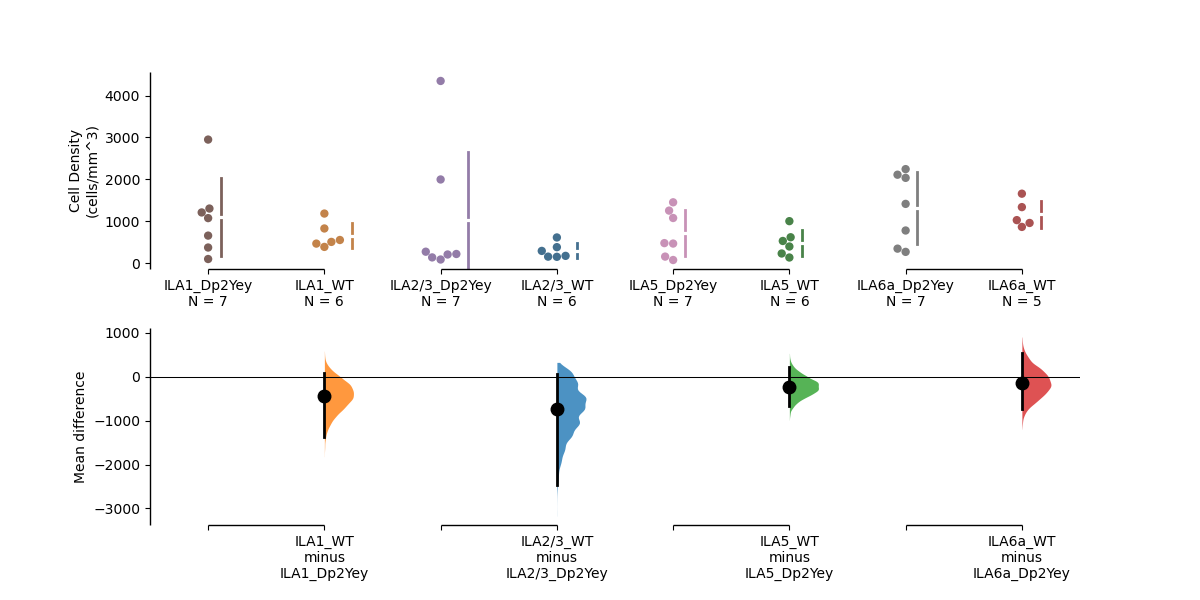 4000
3000
2000
1000
0
Cell Density
(cells/mm^3)
ILA1_Dp2Yey
N = 7
ILA1_WT
N = 6
ILA2/3_Dp2Yey
N = 7
ILA2/3_WT
N = 6
ILA5_Dp2Yey
N = 7
ILA5_WT
N = 6
ILA6a_Dp2Yey
N = 7
ILA6a_WT
N = 5
1000
0
−1000
−2000
−3000
Mean difference
ILA1_WT
minus
ILA1_Dp2Yey
ILA2/3_WT
minus
ILA2/3_Dp2Yey
ILA5_WT
minus
ILA5_Dp2Yey
ILA6a_WT
minus
ILA6a_Dp2Yey